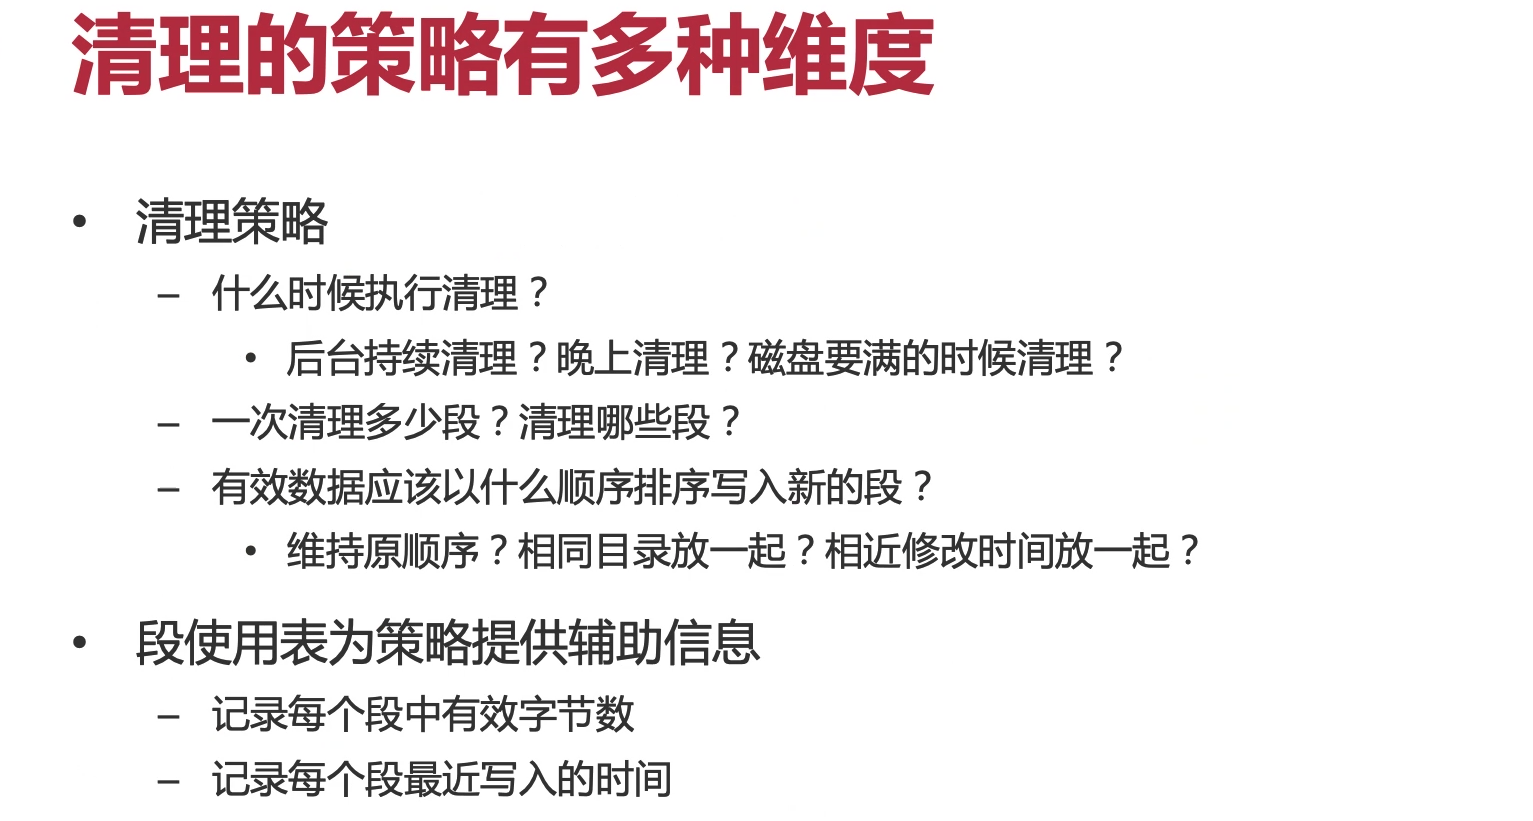 清理的策略有多种维度
• 清理策略
– 什么时候执行清理？
• 后台持续清理？晚上清理？磁盘要满的时候清理？
– 一次清理多少段？清理哪些段？
– 有效数据应该以什么顺序排序写入新的段？
• 维持原顺序？相同目录放一起？相近修改时间放一起？
• 段使用表为策略提供辅助信息
– 记录每个段中有效字节数
– 记录每个段最近写入的时间